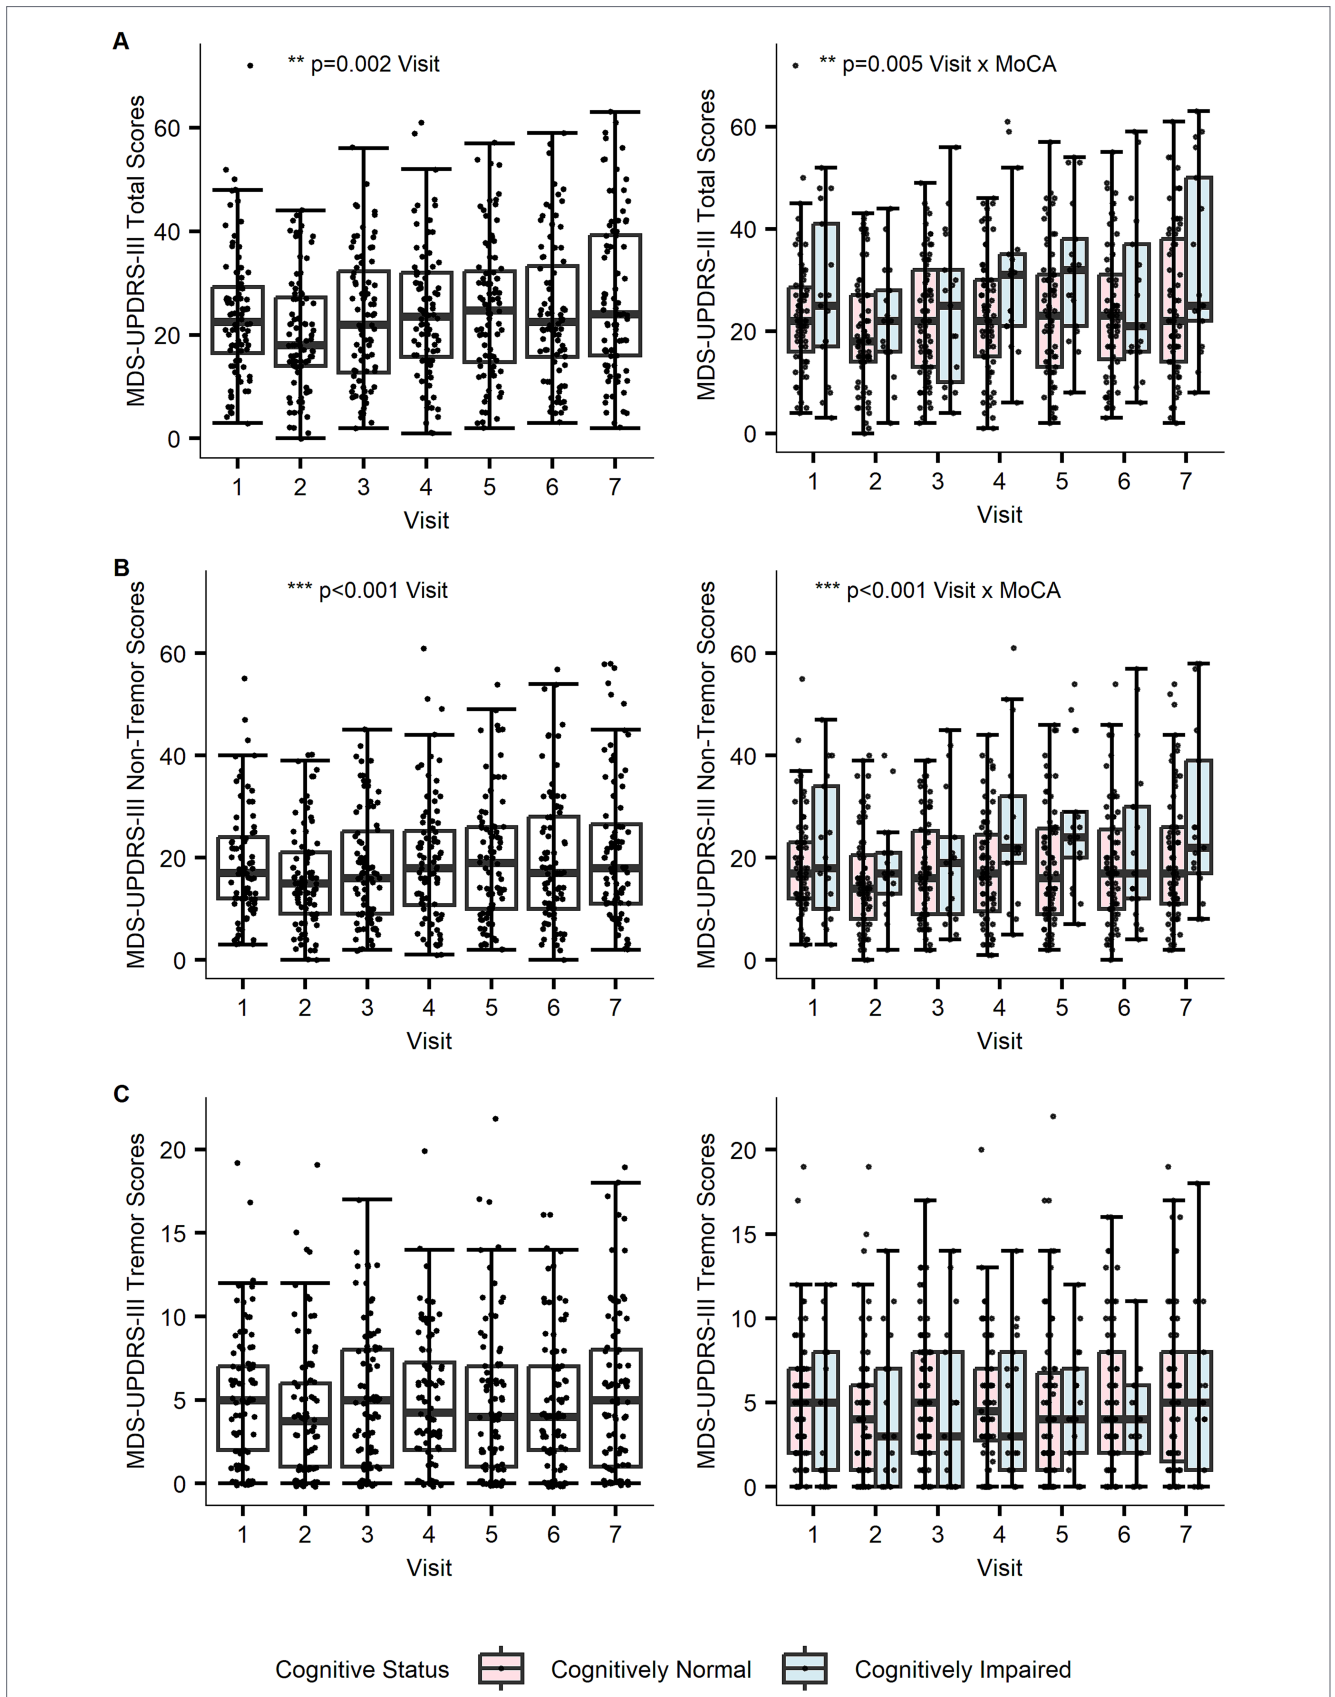 A
** p=0.002 Visit
** p=0.005 Visit x MoCA
MDS-UPDRS-III Total Scores
60
40
20
0
1 2 3 4 5 6 7
Visit
MDS-UPDRS-III Total Scores
60
40
20
0
1 2 3 4 5 6 7
Visit
B
*** p<0.001 Visit
*** p<0.001 Visit x MoCA
MDS-UPDRS-III Non-Tremor Scores
60
40
20
0
1 2 3 4 5 6 7
Visit
MDS-UPDRS-III Non-Tremor Scores
60
40
20
0
1 2 3 4 5 6 7
Visit
C
MDS-UPDRS-III Tremor Scores
20
15
10
5
0
1 2 3 4 5 6 7
Visit
MDS-UPDRS-III Tremor Scores
20
15
10
5
0
1 2 3 4 5 6 7
Visit
Cognitive Status Cognitively Normal Cognitively Impaired